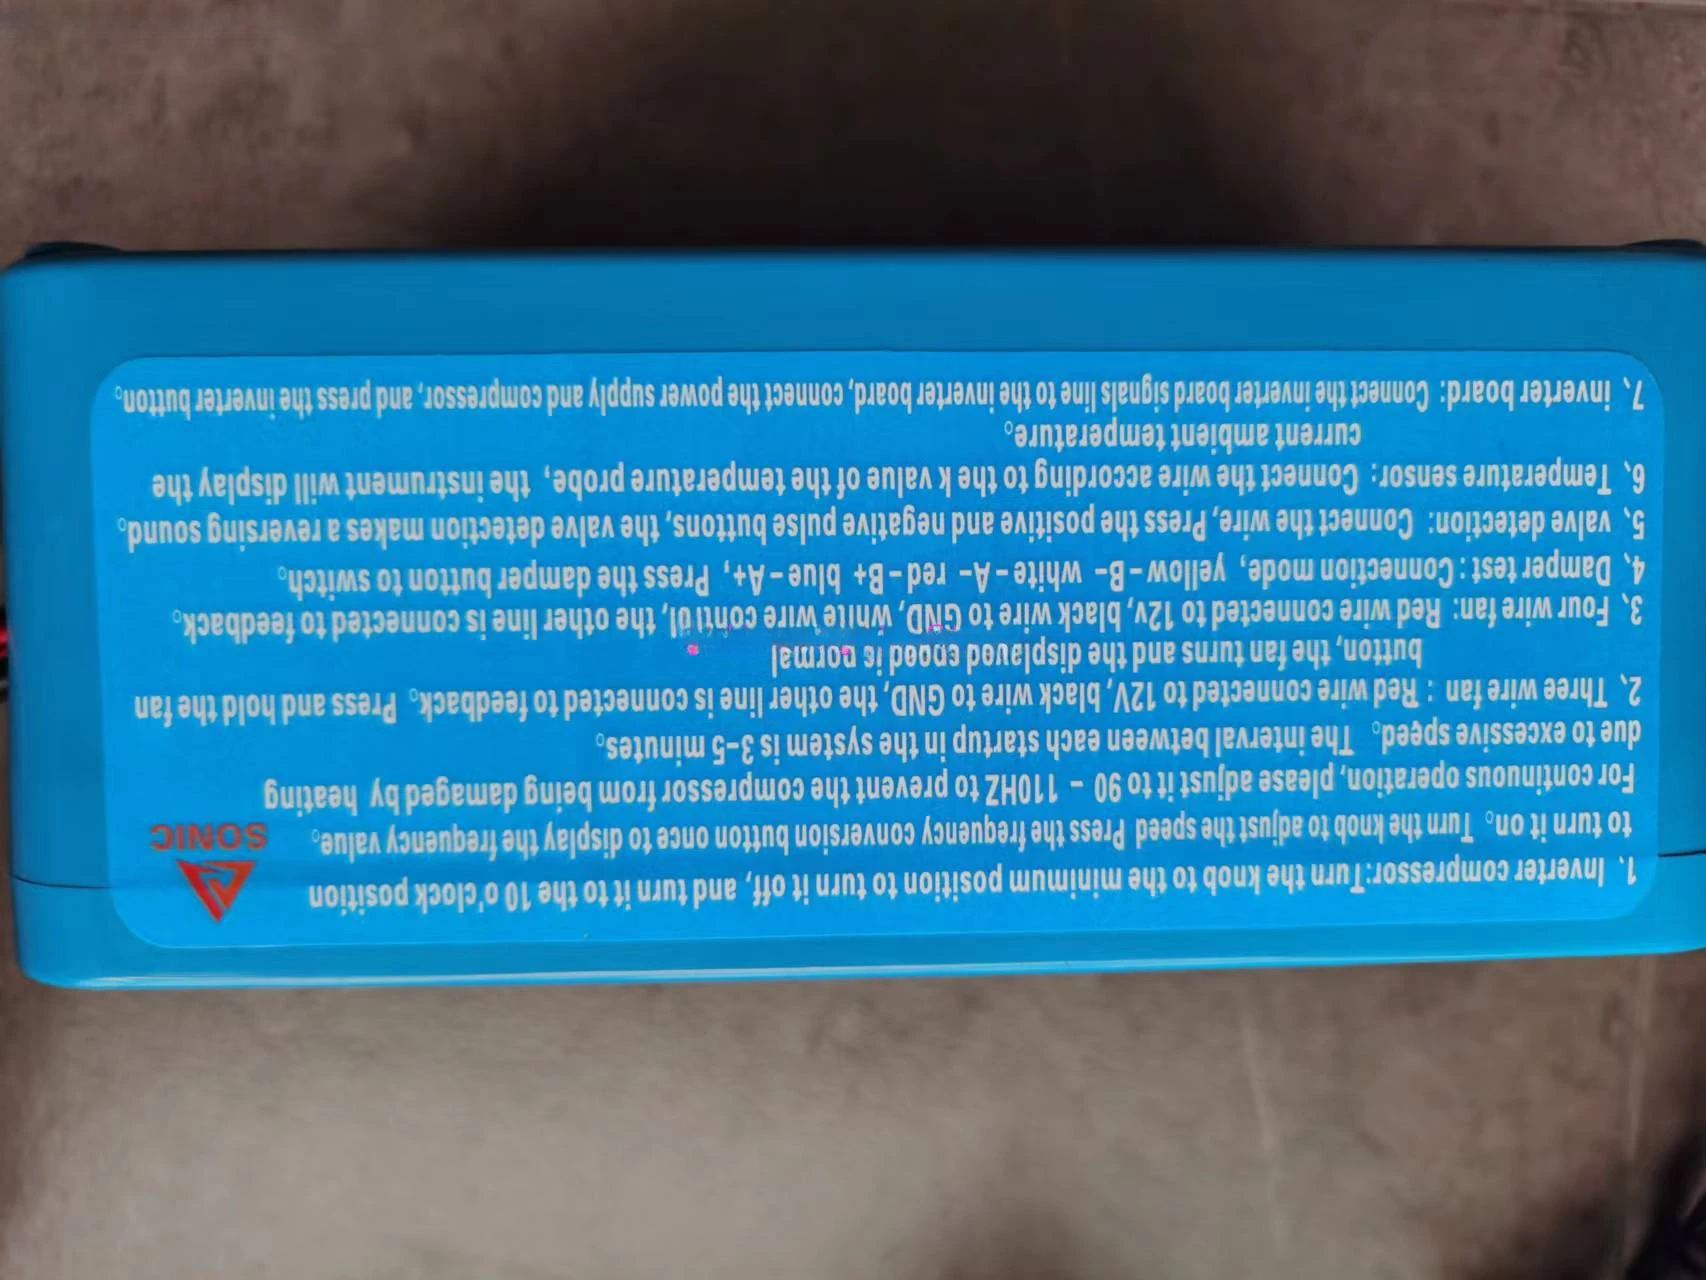 1、Inverter compressor:Turn the knob to the minimum position to turn it off, and turn it to the 10 o'clock position
to turn it on。 Turn the knob to adjust the speed Press the frequency conversion button once to display the frequency value。
For continuous operation, please adjust it to 90 - 110HZ to prevent the compressor from being damaged by heating
due to excessive speed。 The interval between each startup in the system is 3-5 minutes。
2、Three wire fan : Red wire connected to 12V, black wire to GND, the other line is connected to feedback。 Press and hold the fan
button, the fan turns and the displayed speed is normal
3、Four wire fan: Red wire connected to 12v, black wire to GND, white wire control, the other line is connected to feedback。
4、Damper test : Connection mode, yellow-B- white-A- red-B+ blue-A+, Press the damper button to switch。
5、valve detection: Connect the wire, Press the positive and negative pulse buttons, the valve detection makes a reversing sound。
6、Temperature sensor: Connect the wire according to the k value of the temperature probe, the instrument will display the
current ambient temperature。
7、inverter board: Connect the inverter board signals line to the inverter board, connect the power supply and compressor, and press the inverter button。
SONIC